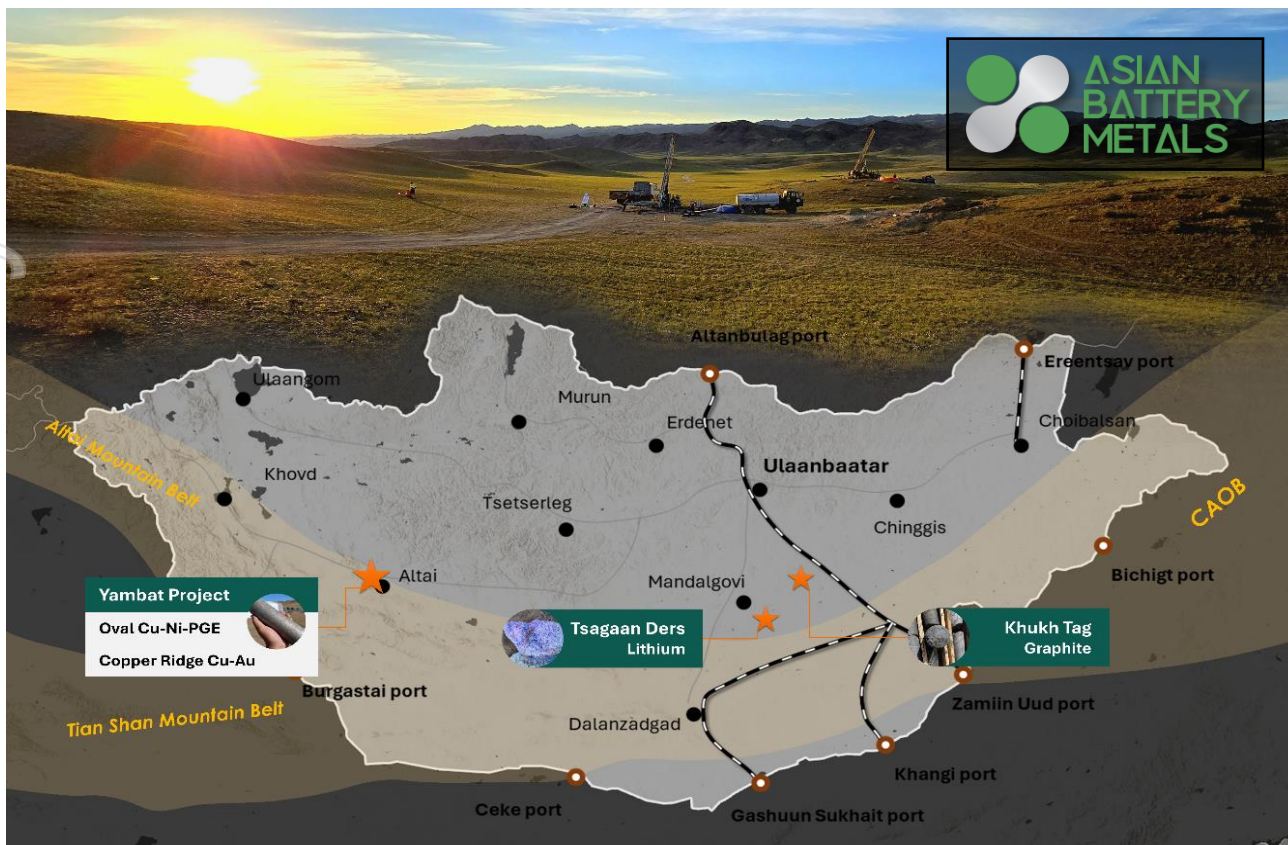 ASIAN
BATTERY
METALS
Altanbulag port
Ereentsav port
Ulaangom
Murun
Erdenet
Choibalsan
Altai Mountain Belt
Khovd
Ulaanbaatar
Tsetserleg
Chinggis
CAOB
Bichigt port
Altai
Mandalgovi
Yambat Project
Oval Cu-Ni-PGE
Copper Ridge Cu-Au
Tsagaan Ders
Lithium
Khukh Tag
Graphite
Burgastai port
Zamiin Uud port
Tian Shan Mountain Belt
Dalanzadgad
Khangi port
Ceke port
Gashuun Sukhait port